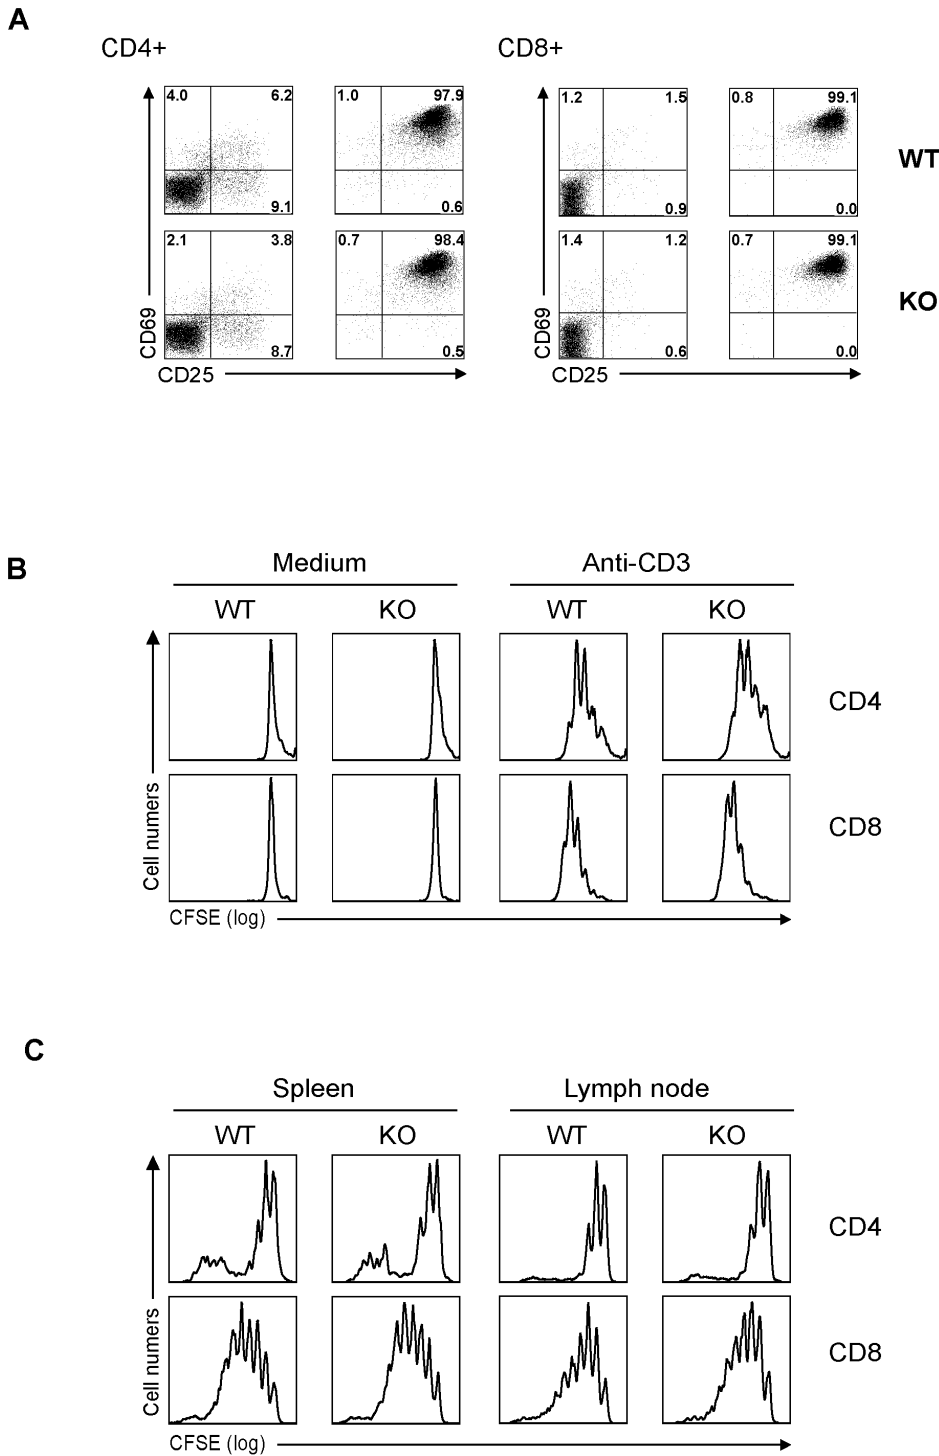 A
CD4+ CD8+
4.0 6.2 1.0 97.9 1.2 1.5 0.8 99.1
WT
9.1 0.6 0.9 0.0
2.1 3.8 0.7 98.4 1.4 1.2 0.7 99.1
KO
8.7 0.5 0.6 0.0
CD69 CD69
CD25 CD25
B
Medium Anti-CD3
WT KO WT KO
CD4
CD8
Cell numers
CFSE (log)
C
Spleen Lymph node
WT KO WT KO
CD4
CD8
Cell numers
CFSE (log)